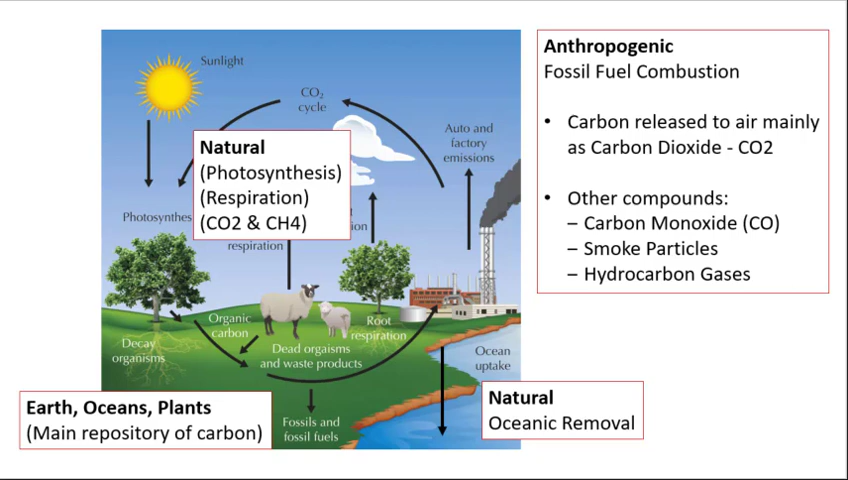 Sunlight
CO₂
cycle
Auto and
factory
emissions
Natural
(Photosynthesis)
(Respiration)
(CO2 & CH4)
respiration
Organic
carbon
Decay
organisms
Dead orgaisms
and waste products
Root
respiration
Ocean
uptake
Fossils and
fossil fuels
Earth, Oceans, Plants
(Main repository of carbon)
Natural
Oceanic Removal
Anthropogenic
Fossil Fuel Combustion
• Carbon released to air mainly
as Carbon Dioxide - CO2
• Other compounds:
– Carbon Monoxide (CO)
– Smoke Particles
– Hydrocarbon Gases